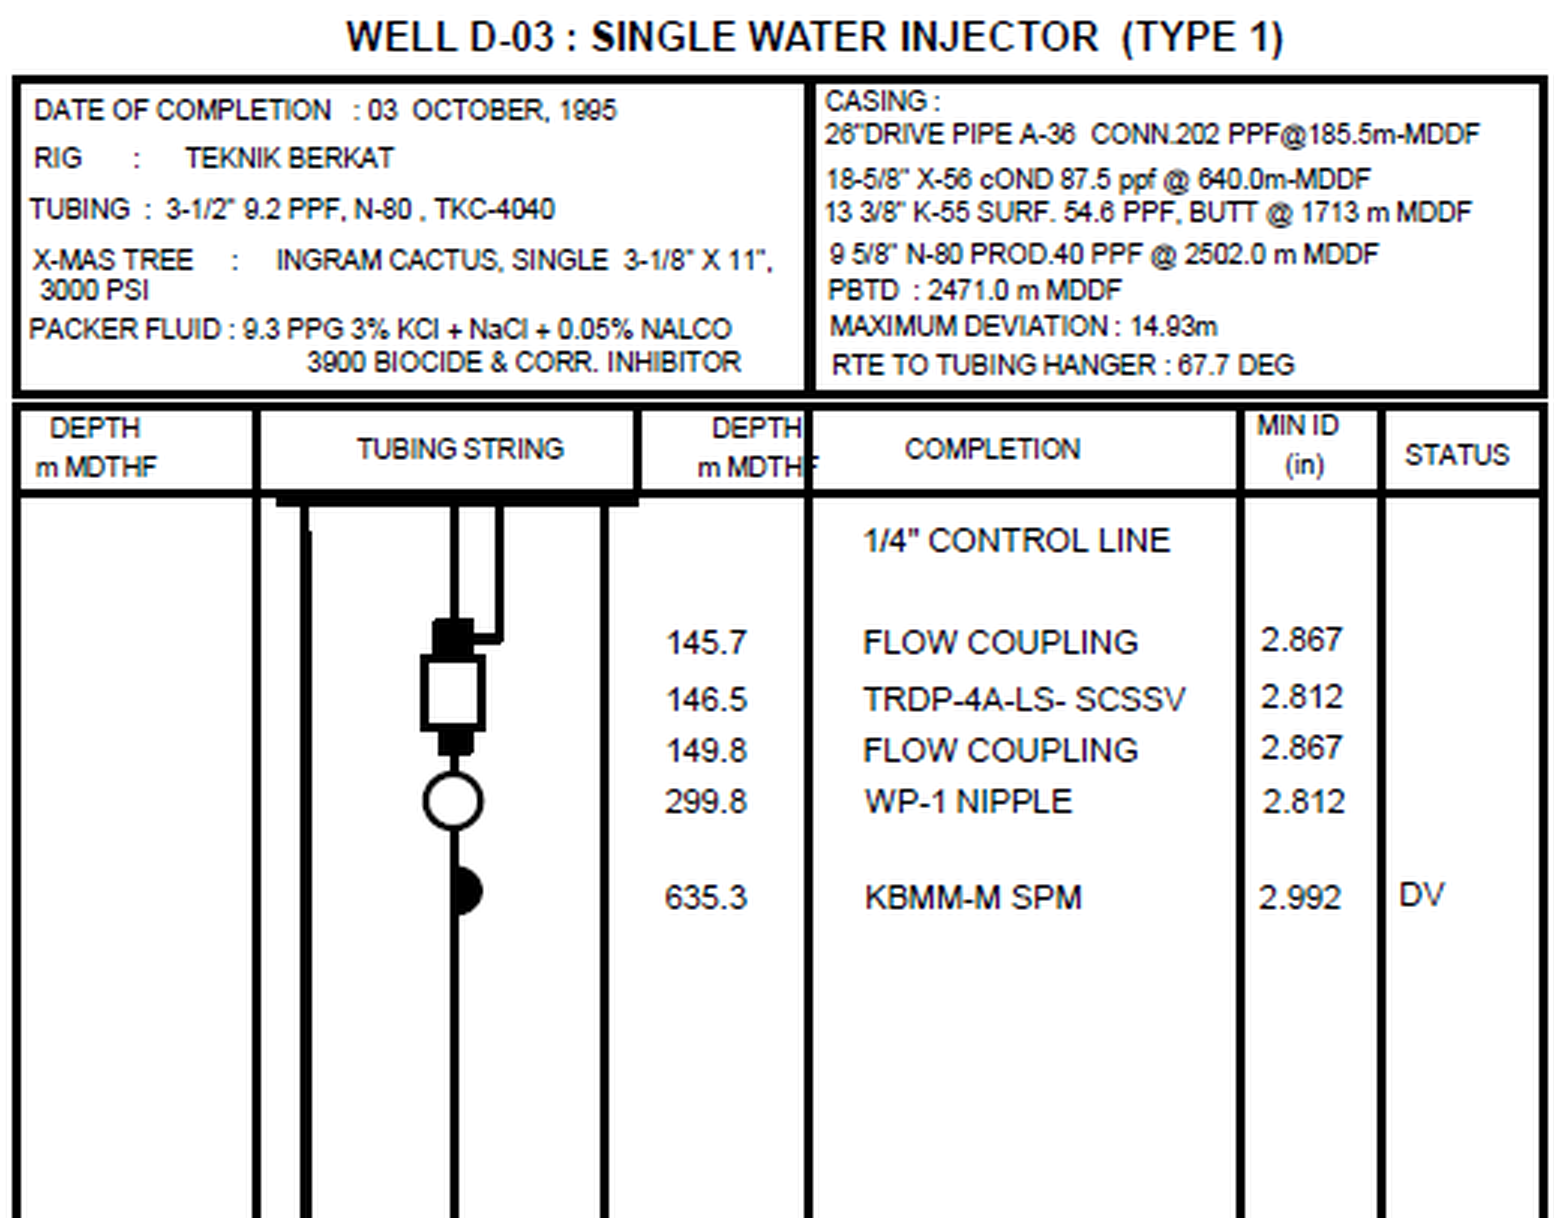 WELL D-03 : SINGLE WATER INJECTOR (TYPE 1)
DATE OF COMPLETION : 03 OCTOBER, 1995
RIG : TEKNIK BERKAT
TUBING : 3-1/2" 9.2 PPF, N-80 , TKC-4040
X-MAS TREE : INGRAM CACTUS, SINGLE 3-1/8" X 11",
3000 PSI
PACKER FLUID : 9.3 PPG 3% KCl + NaCl + 0.05% NALCO
3900 BIOCIDE & CORR. INHIBITOR
CASING :
26"DRIVE PIPE A-36 CONN.202 PPF@185.5m-MDDF
18-5/8" X-56 cOND 87.5 ppf @ 640.0m-MDDF
13 3/8" K-55 SURF. 54.6 PPF, BUTT @ 1713 m MDDF
9 5/8" N-80 PROD.40 PPF @ 2502.0 m MDDF
PBTD : 2471.0 m MDDF
MAXIMUM DEVIATION : 14.93m
RTE TO TUBING HANGER : 67.7 DEG
DEPTH
m MDTHF
TUBING STRING
DEPTH
m MDTHF
COMPLETION
MIN ID
(in)
STATUS
1/4" CONTROL LINE
145.7 FLOW COUPLING 2.867
146.5 TRDP-4A-LS- SCSSV 2.812
149.8 FLOW COUPLING 2.867
299.8 WP-1 NIPPLE 2.812
635.3 KBMM-M SPM 2.992 DV